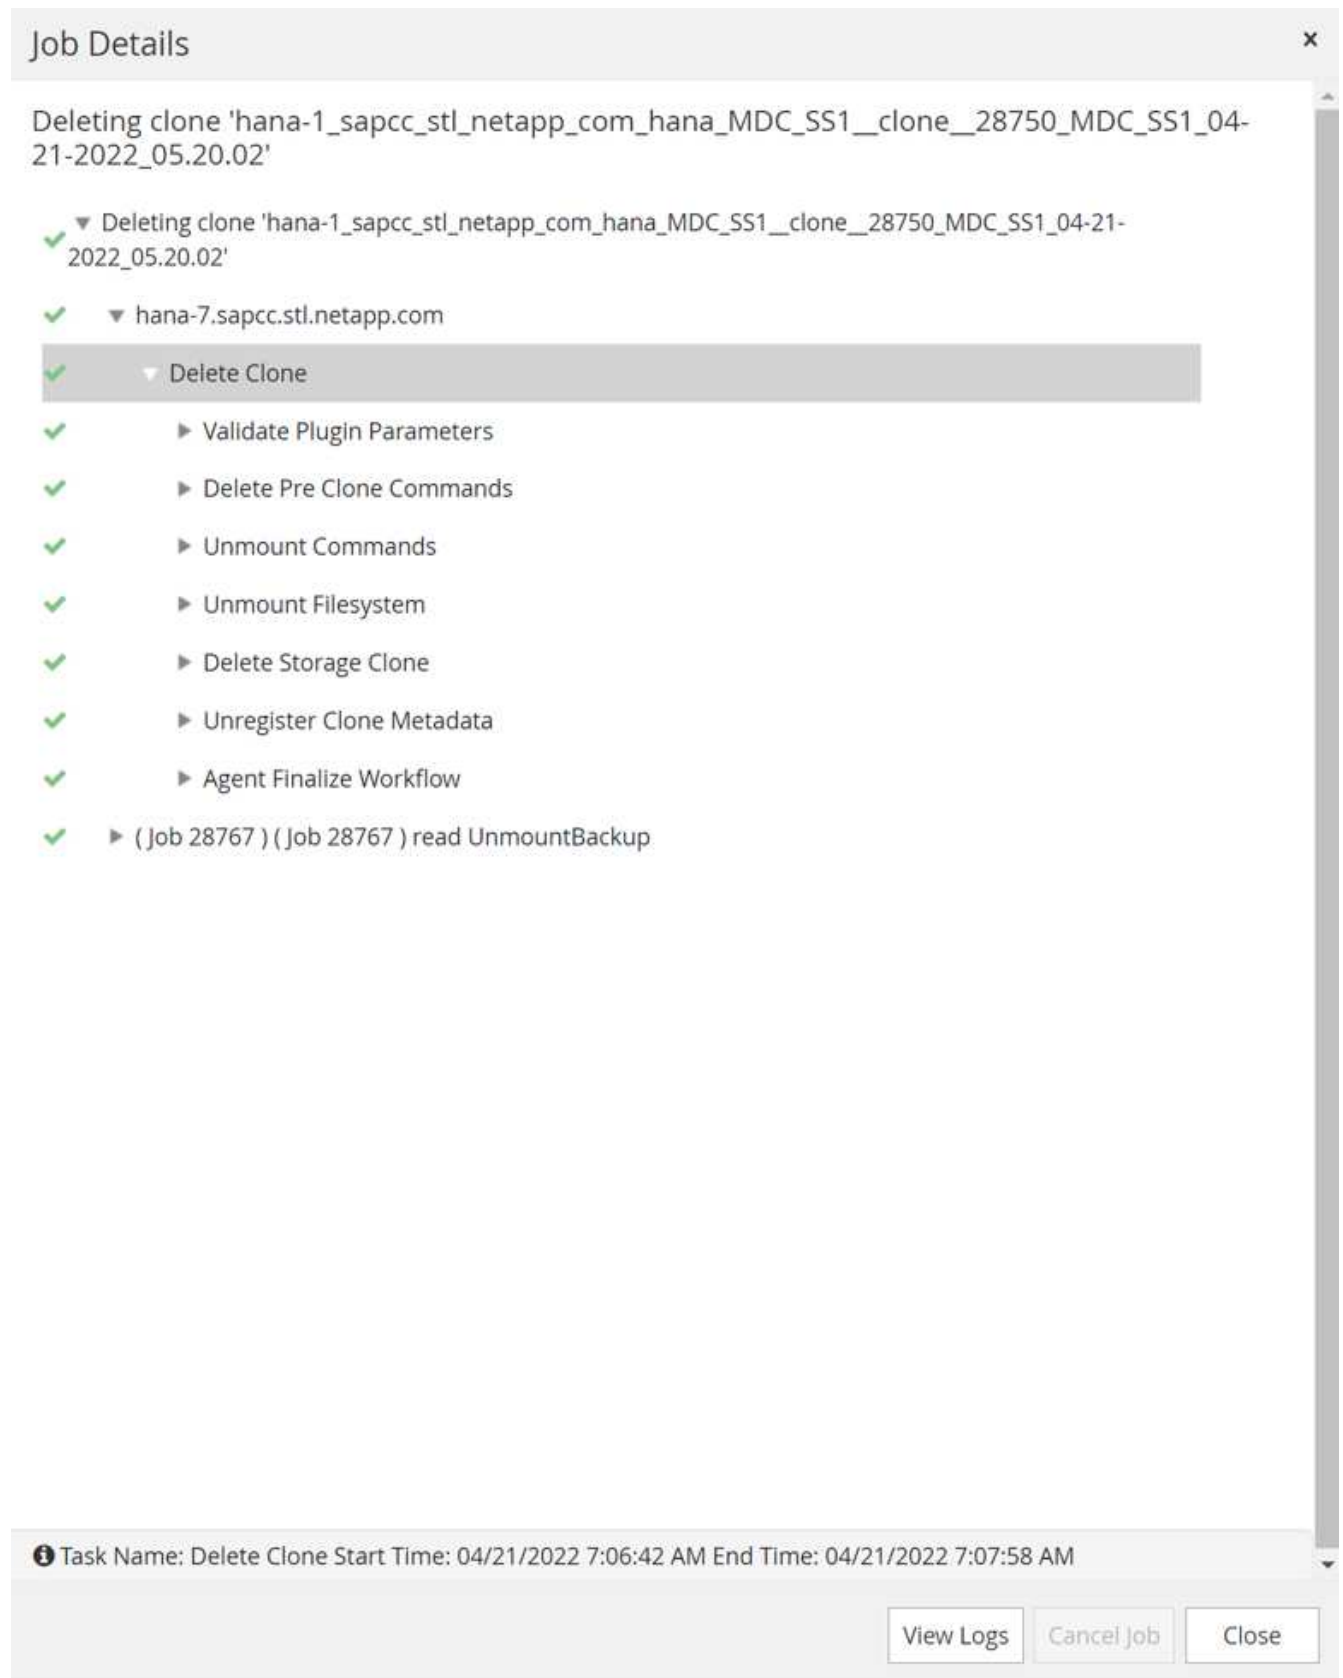 Job Details
x
Deleting clone 'hana-1_sapcc_stl_netapp_com_hana_MDC_SS1__clone__28750_MDC_SS1_04-
21-2022_05.20.02'
Deleting clone 'hana-1_sapcc_stl_netapp_com_hana_MDC_SS1__clone__28750_MDC_SS1_04-21-
2022_05.20.02'
hana-7.sapcc.stl.netapp.com
Delete Clone
Validate Plugin Parameters
Delete Pre Clone Commands
Unmount Commands
Unmount Filesystem
Delete Storage Clone
Unregister Clone Metadata
Agent Finalize Workflow
( Job 28767 ) ( Job 28767 ) read UnmountBackup
Task Name: Delete Clone Start Time: 04/21/2022 7:06:42 AM End Time: 04/21/2022 7:07:58 AM
View Logs Cancel Job Close